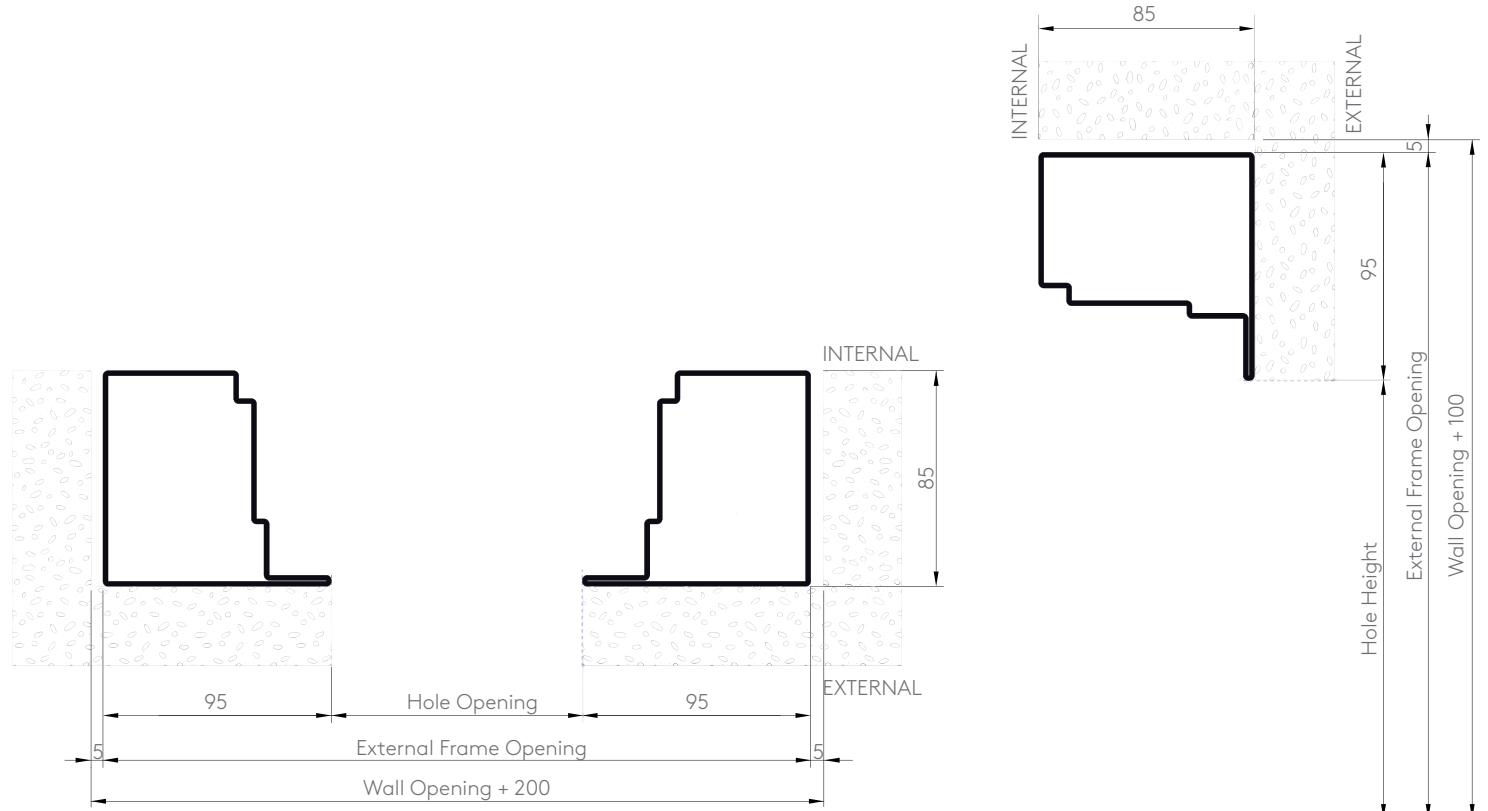 85
INTERNAL
EXTERNAL
5
95
External Frame Opening
Wall Opening + 100
Hole Height
INTERNAL
85
EXTERNAL
95
Hole Opening
95
5
External Frame Opening
5
Wall Opening + 200